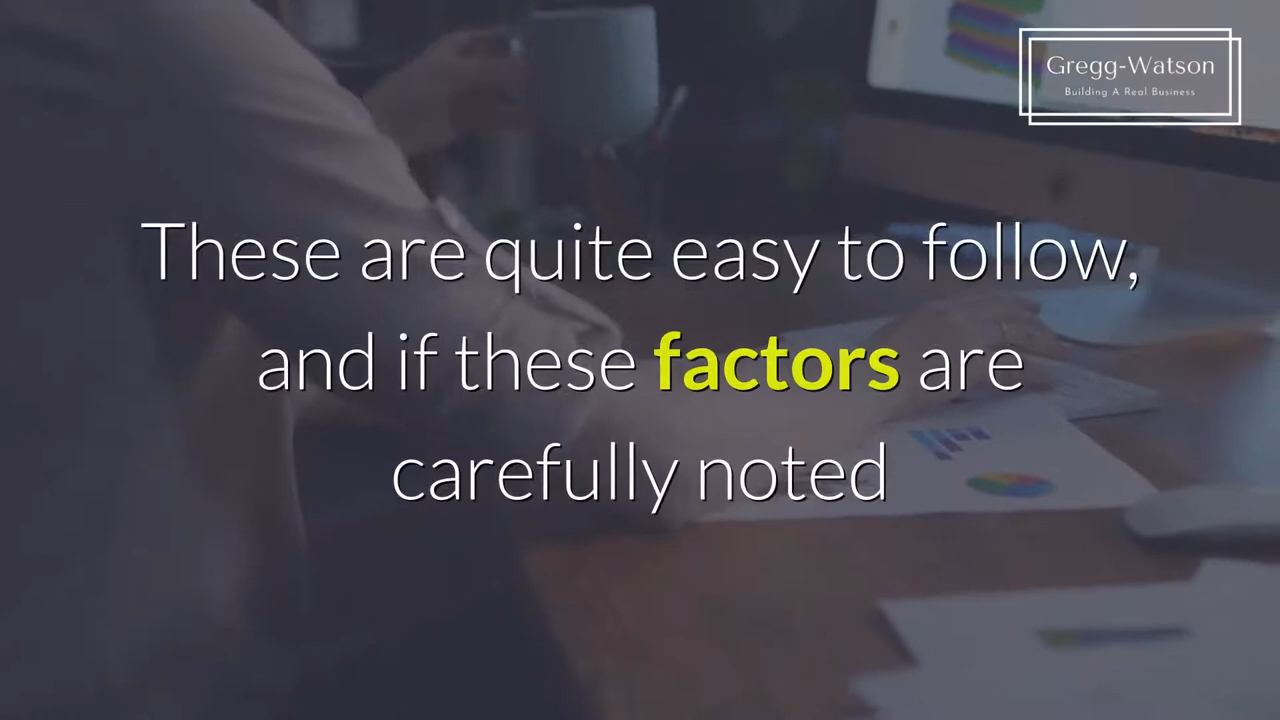 Gregg-Watson
Building A Real Business
These are quite easy to follow,
and if these factors are
carefully noted